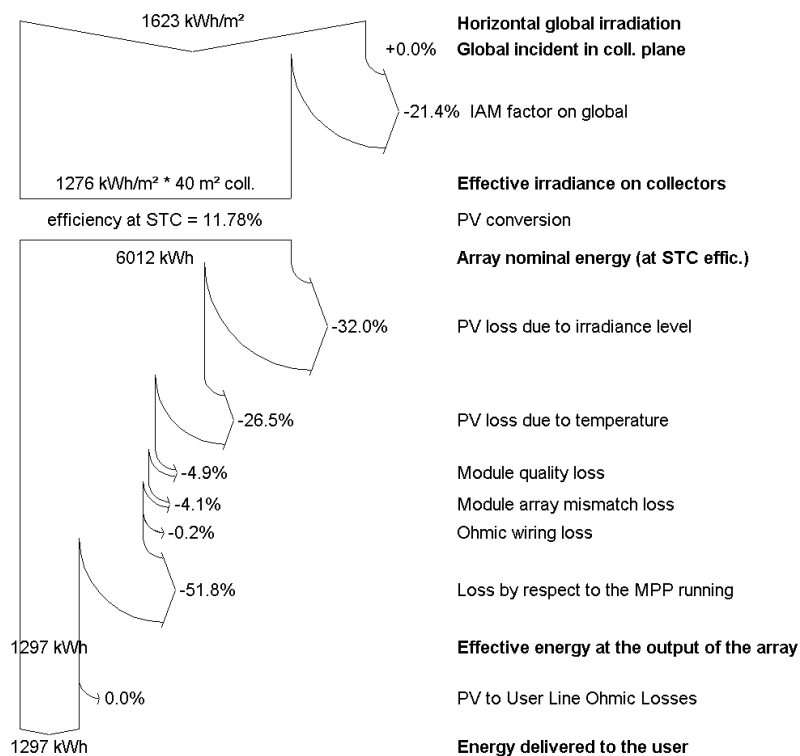 1623 kWh/m² Horizontal global irradiation
+0.0% Global incident in coll. plane
-21.4% IAM factor on global
1276 kWh/m² * 40 m² coll. Effective irradiance on collectors
efficiency at STC = 11.78% PV conversion
6012 kWh Array nominal energy (at STC effic.)
-32.0% PV loss due to irradiance level
-26.5% PV loss due to temperature
-4.9% Module quality loss
-4.1% Module array mismatch loss
-0.2% Ohmic wiring loss
-51.8% Loss by respect to the MPP running
1297 kWh Effective energy at the output of the array
0.0% PV to User Line Ohmic Losses
1297 kWh Energy delivered to the user